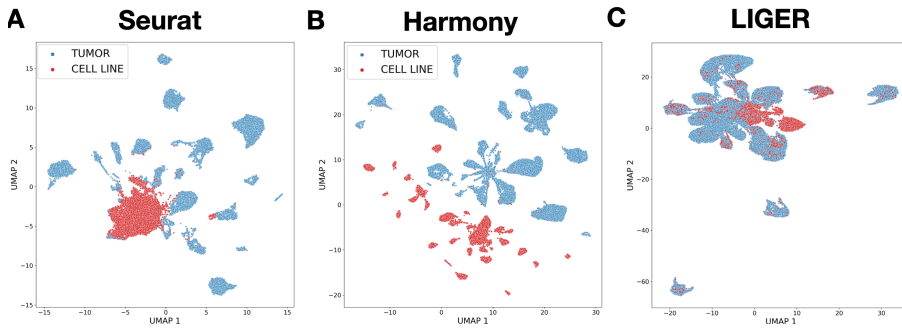 A Seurat
TUMOR
CELL LINE
UMAP 2
15
10
5
0
−5
−10
−15
−15 −10 −5 0 5 10 15
UMAP 1
B Harmony
TUMOR
CELL LINE
UMAP 2
30
20
10
0
−10
−20
−10 0 10 20 30
UMAP 1
C LIGER
UMAP 2
20
0
−20
−40
−60
−20 −10 0 10 20 30
UMAP 1